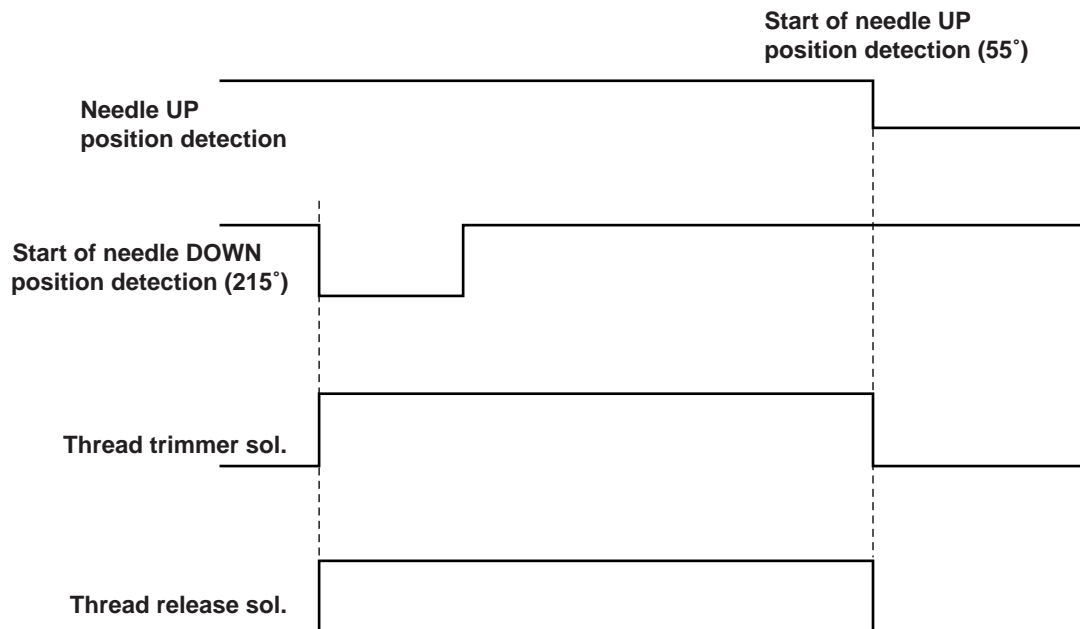 Start of needle UP
position detection (55˚)
Needle UP
position detection
Start of needle DOWN
position detection (215˚)
Thread trimmer sol.
Thread release sol.